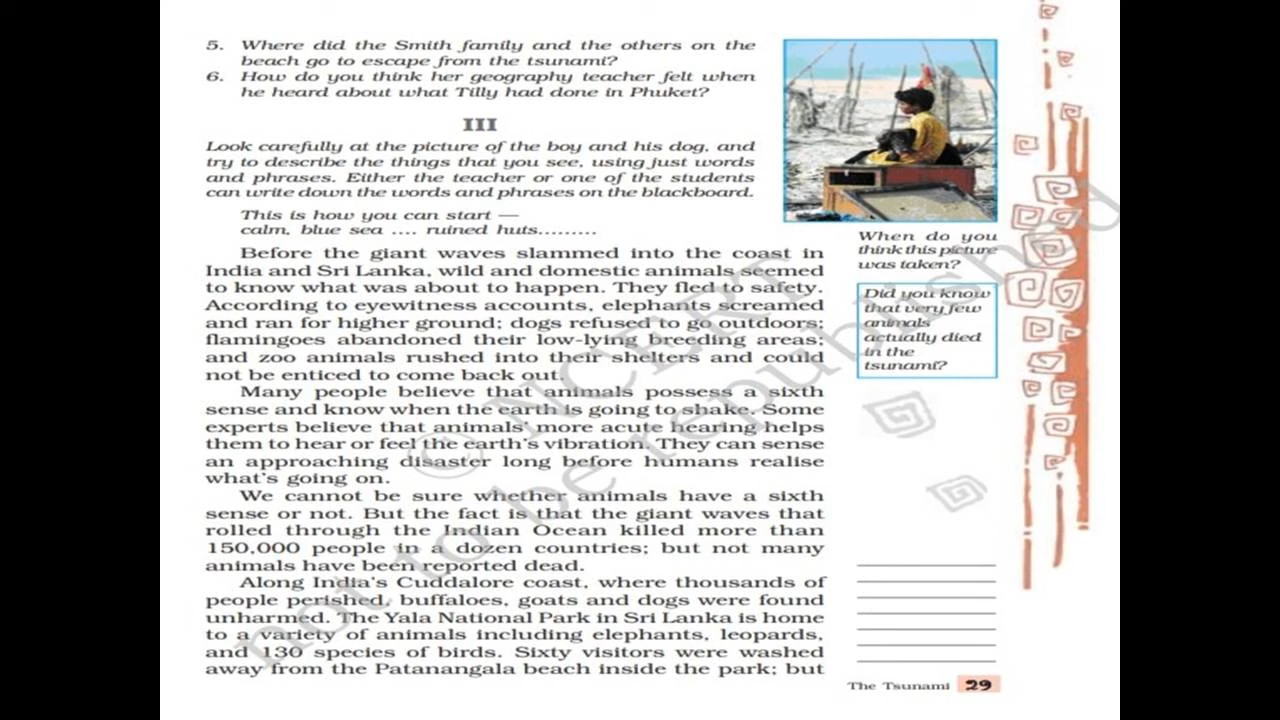 5. Where did the Smith family and the others on the
beach go to escape from the tsunami?
6. How do you think her geography teacher felt when
he heard about what Tilly had done in Phuket?
III
Look carefully at the picture of the boy and his dog, and
try to describe the things that you see, using just words
and phrases. Either the teacher or one of the students
can write down the words and phrases on the blackboard.
This is how you can start —
calm, blue sea .... ruined huts.........
Before the giant waves slammed into the coast in
India and Sri Lanka, wild and domestic animals seemed
to know what was about to happen. They fled to safety.
According to eyewitness accounts, elephants screamed
and ran for higher ground; dogs refused to go outdoors;
flamingoes abandoned their low-lying breeding areas;
and zoo animals rushed into their shelters and could
not be enticed to come back out.
Many people believe that animals possess a sixth
sense and know when the earth is going to shake. Some
experts believe that animals' more acute hearing helps
them to hear or feel the earth's vibration. They can sense
an approaching disaster long before humans realise
what's going on.
We cannot be sure whether animals have a sixth
sense or not. But the fact is that the giant waves that
rolled through the Indian Ocean killed more than
150,000 people in a dozen countries; but not many
animals have been reported dead.
Along India's Cuddalore coast, where thousands of
people perished, buffaloes, goats and dogs were found
unharmed. The Yala National Park in Sri Lanka is home
to a variety of animals including elephants, leopards,
and 130 species of birds. Sixty visitors were washed
away from the Patanangala beach inside the park; but
When do you
think this picture
was taken?
Did you know
that very few
animals
actually died
in the
tsunami?
The Tsunami 29
© NCERT
not to be republished